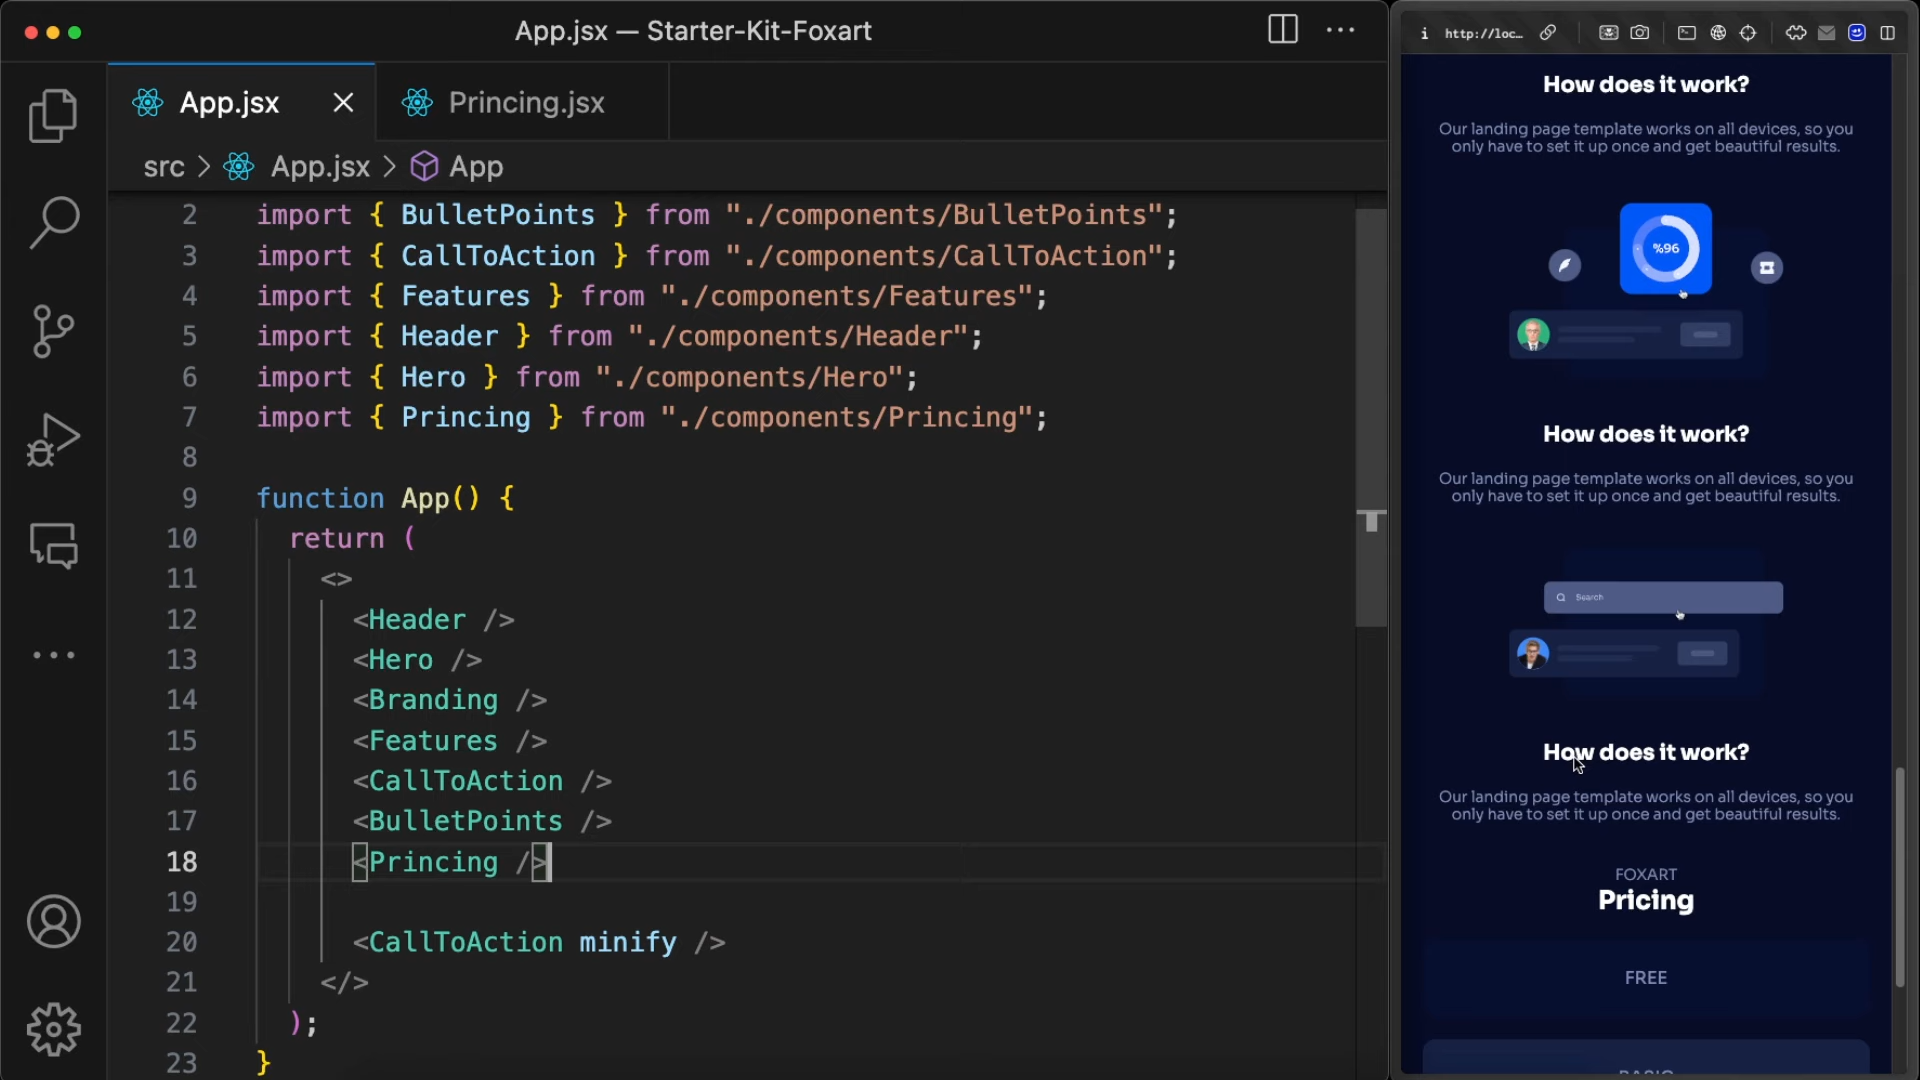 App.jsx — Starter-Kit-Foxart
App.jsx
Princing.jsx
src > App.jsx > App
2 import { BulletPoints } from "./components/BulletPoints";
3 import { CallToAction } from "./components/CallToAction";
4 import { Features } from "./components/Features";
5 import { Header } from "./components/Header";
6 import { Hero } from "./components/Hero";
7 import { Princing } from "./components/Princing";
8
9 function App() {
10 return (
11 <>
12 <Header />
13 <Hero />
14 <Branding />
15 <Features />
16 <CallToAction />
17 <BulletPoints />
18 <Princing />
19
20 <CallToAction minify />
21 </>
22 );
23 }
http://loc…
How does it work?
Our landing page template works on all devices, so you
only have to set it up once and get beautiful results.
%96
How does it work?
Our landing page template works on all devices, so you
only have to set it up once and get beautiful results.
Search
How does it work?
Our landing page template works on all devices, so you
only have to set it up once and get beautiful results.
FOXART
Pricing
FREE
BASIC